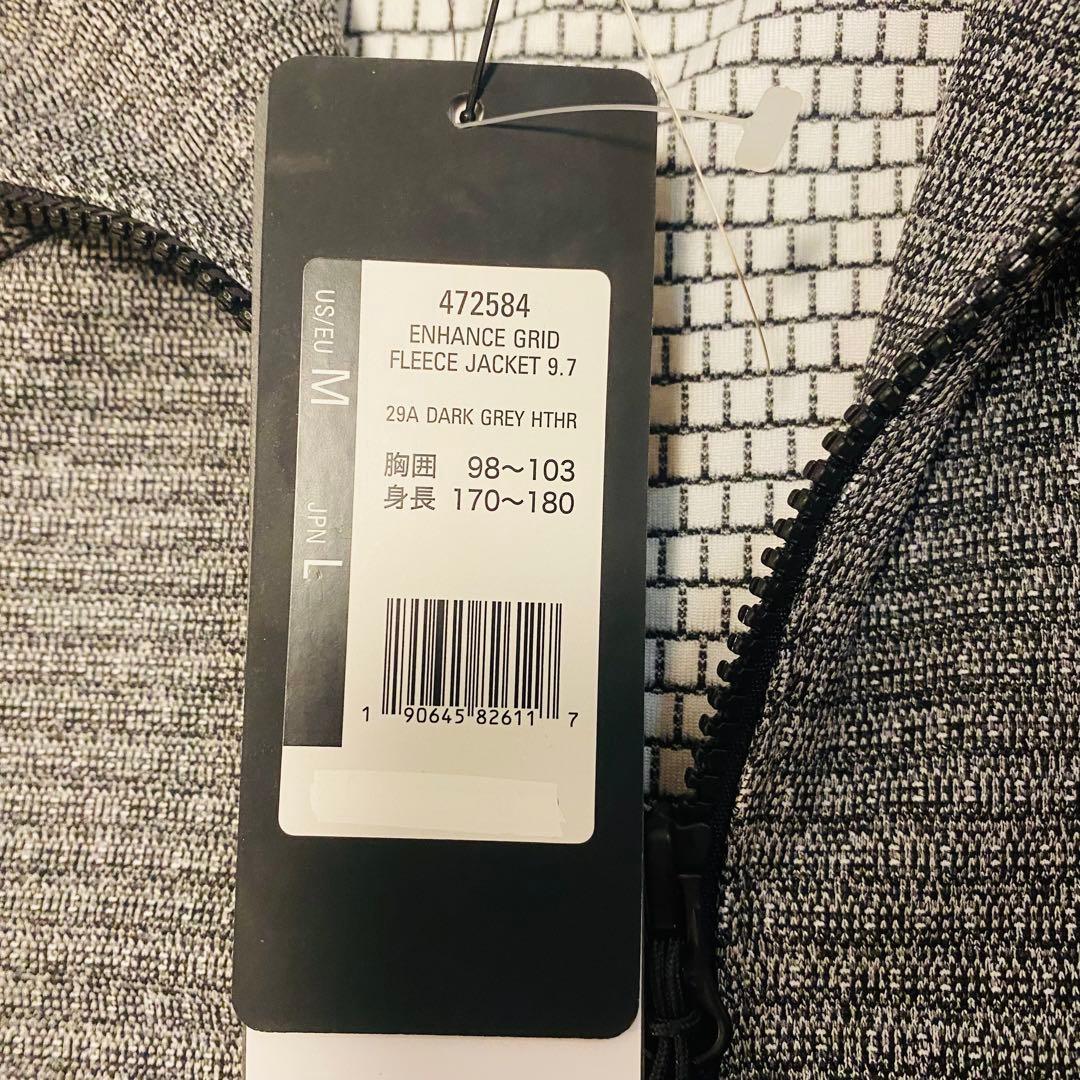 472584
ENHANCE GRID
FLEECE JACKET 9.7
29A DARK GREY HTHR
胸囲 98～103
身長 170～180
US/EU M
JPN L
1 90645 82611 7